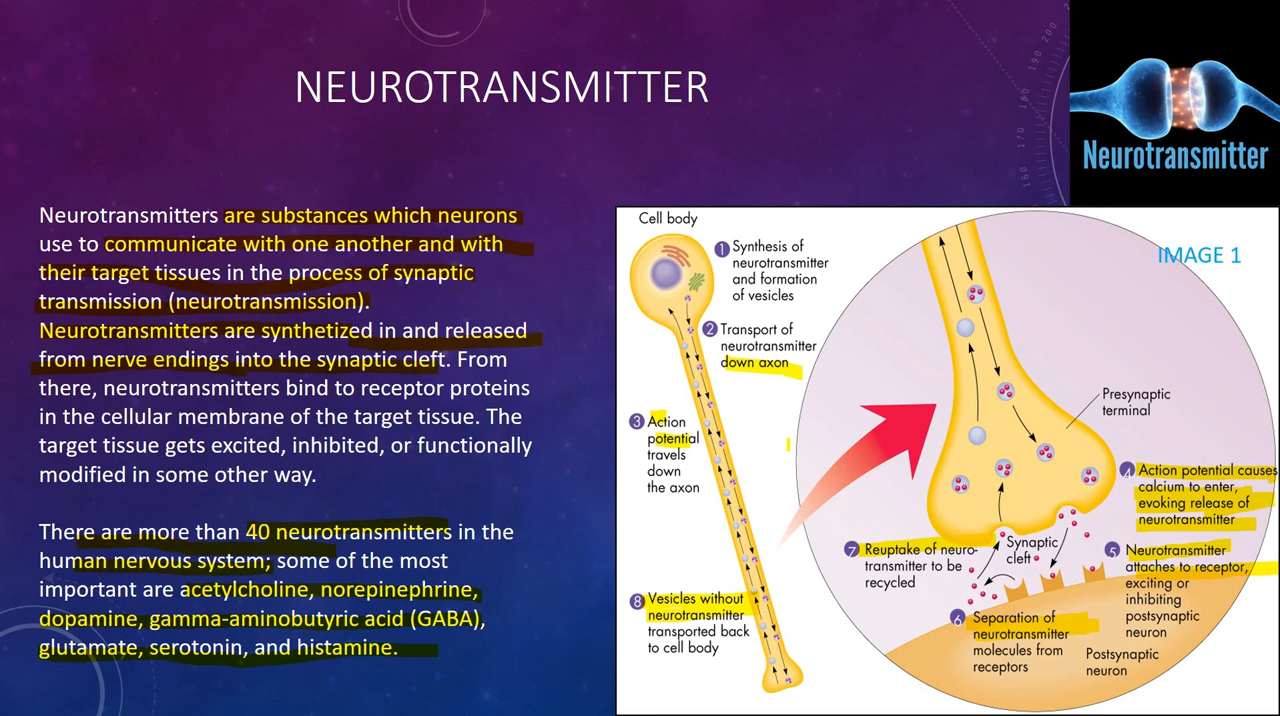 NEUROTRANSMITTER
Neurotransmitter
Neurotransmitters are substances which neurons
use to communicate with one another and with
their target tissues in the process of synaptic
transmission (neurotransmission).
Neurotransmitters are synthetized in and released
from nerve endings into the synaptic cleft. From
there, neurotransmitters bind to receptor proteins
in the cellular membrane of the target tissue. The
target tissue gets excited, inhibited, or functionally
modified in some other way.
There are more than 40 neurotransmitters in the
human nervous system; some of the most
important are acetylcholine, norepinephrine,
dopamine, gamma-aminobutyric acid (GABA),
glutamate, serotonin, and histamine.
IMAGE 1
Cell body
1 Synthesis of
neurotransmitter
and formation
of vesicles
2 Transport of
neurotransmitter
down axon
3 Action
potential
travels
down
the axon
Presynaptic
terminal
4 Action potential causes
calcium to enter,
evoking release of
neurotransmitter
Synaptic
cleft
5 Neurotransmitter
attaches to receptor,
exciting or
inhibiting
postsynaptic
neuron
6 Separation of
neurotransmitter
molecules from
receptors
7 Reuptake of neuro-
transmitter to be
recycled
8 Vesicles without
neurotransmitter
transported back
to cell body
Postsynaptic
neuron
160
170
190
200